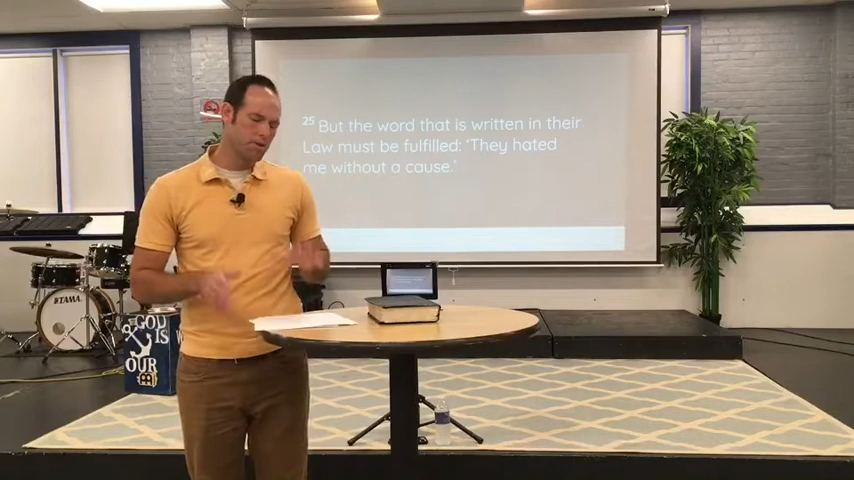 25 But the word that is written in their
Law must be fulfilled: ‘They hated
me without a cause.’
TAMA
GOD
IS
OUR